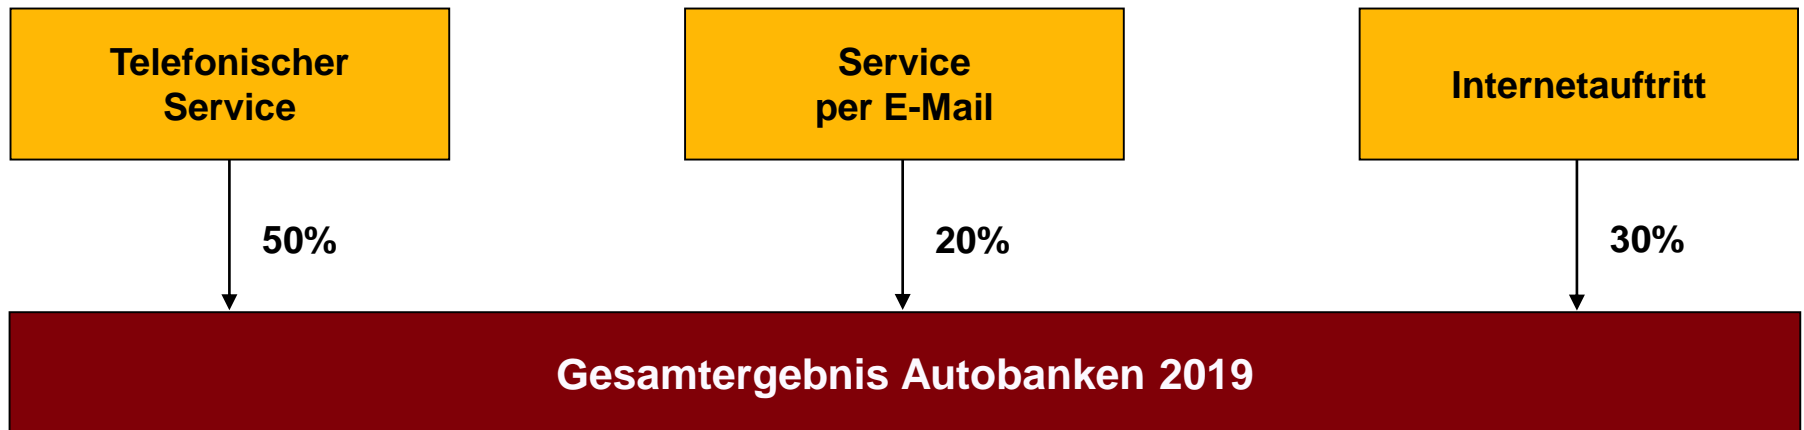 Telefonischer
Service
Service
per E-Mail
Internetauftritt
50%
20%
30%
Gesamtergebnis Autobanken 2019